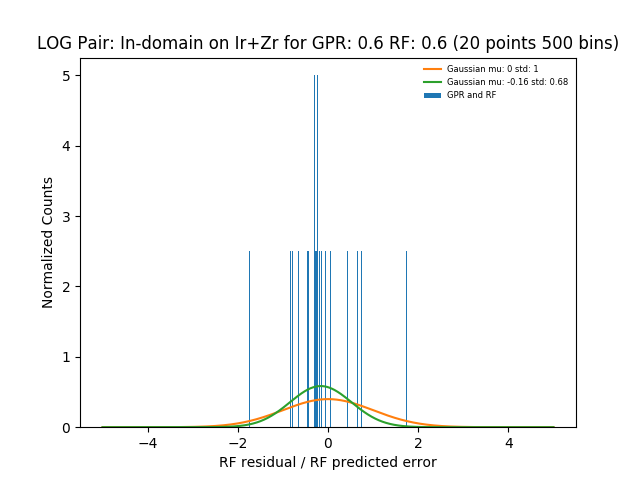 LOG Pair: In-domain on Ir+Zr for GPR: 0.6 RF: 0.6 (20 points 500 bins)
Gaussian mu: 0 std: 1
Gaussian mu: -0.16 std: 0.68
GPR and RF
Normalized Counts
5
4
3
2
1
0
−4 −2 0 2 4
RF residual / RF predicted error